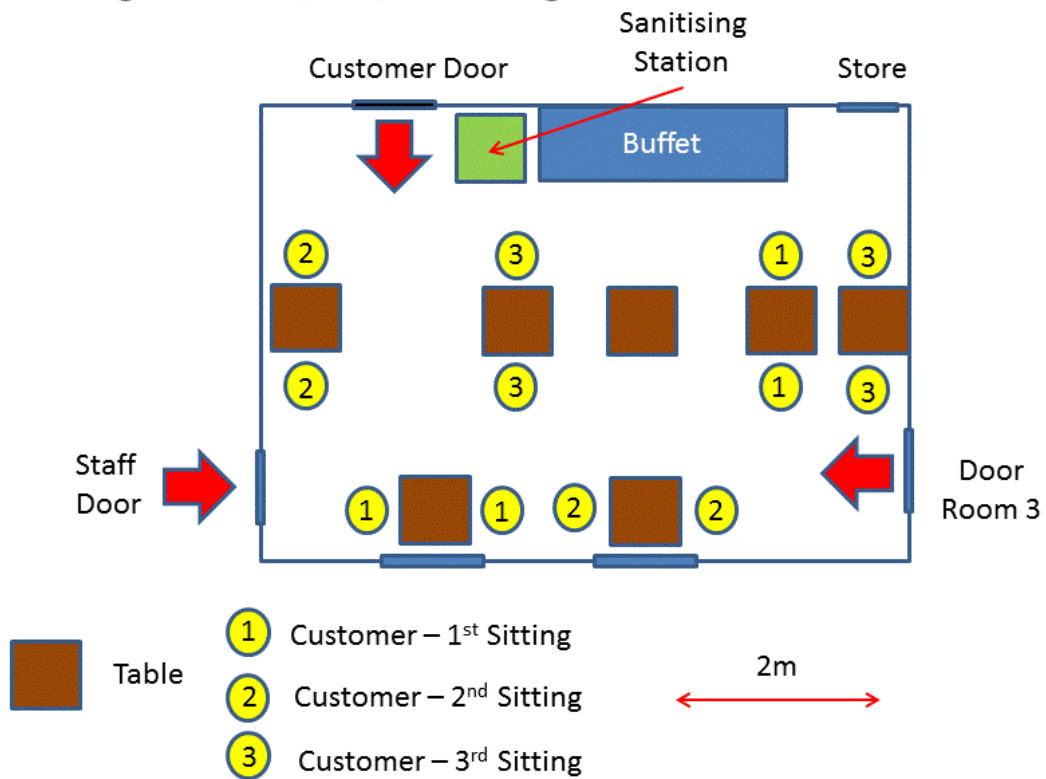 Sanitising
Station
Customer Door
Store
Buffet
2
3
1
3
2
3
1
3
Staff
Door
1
1
2
2
Door
Room 3
Table
1 Customer – 1st Sitting
2 Customer – 2nd Sitting
3 Customer – 3rd Sitting
2m